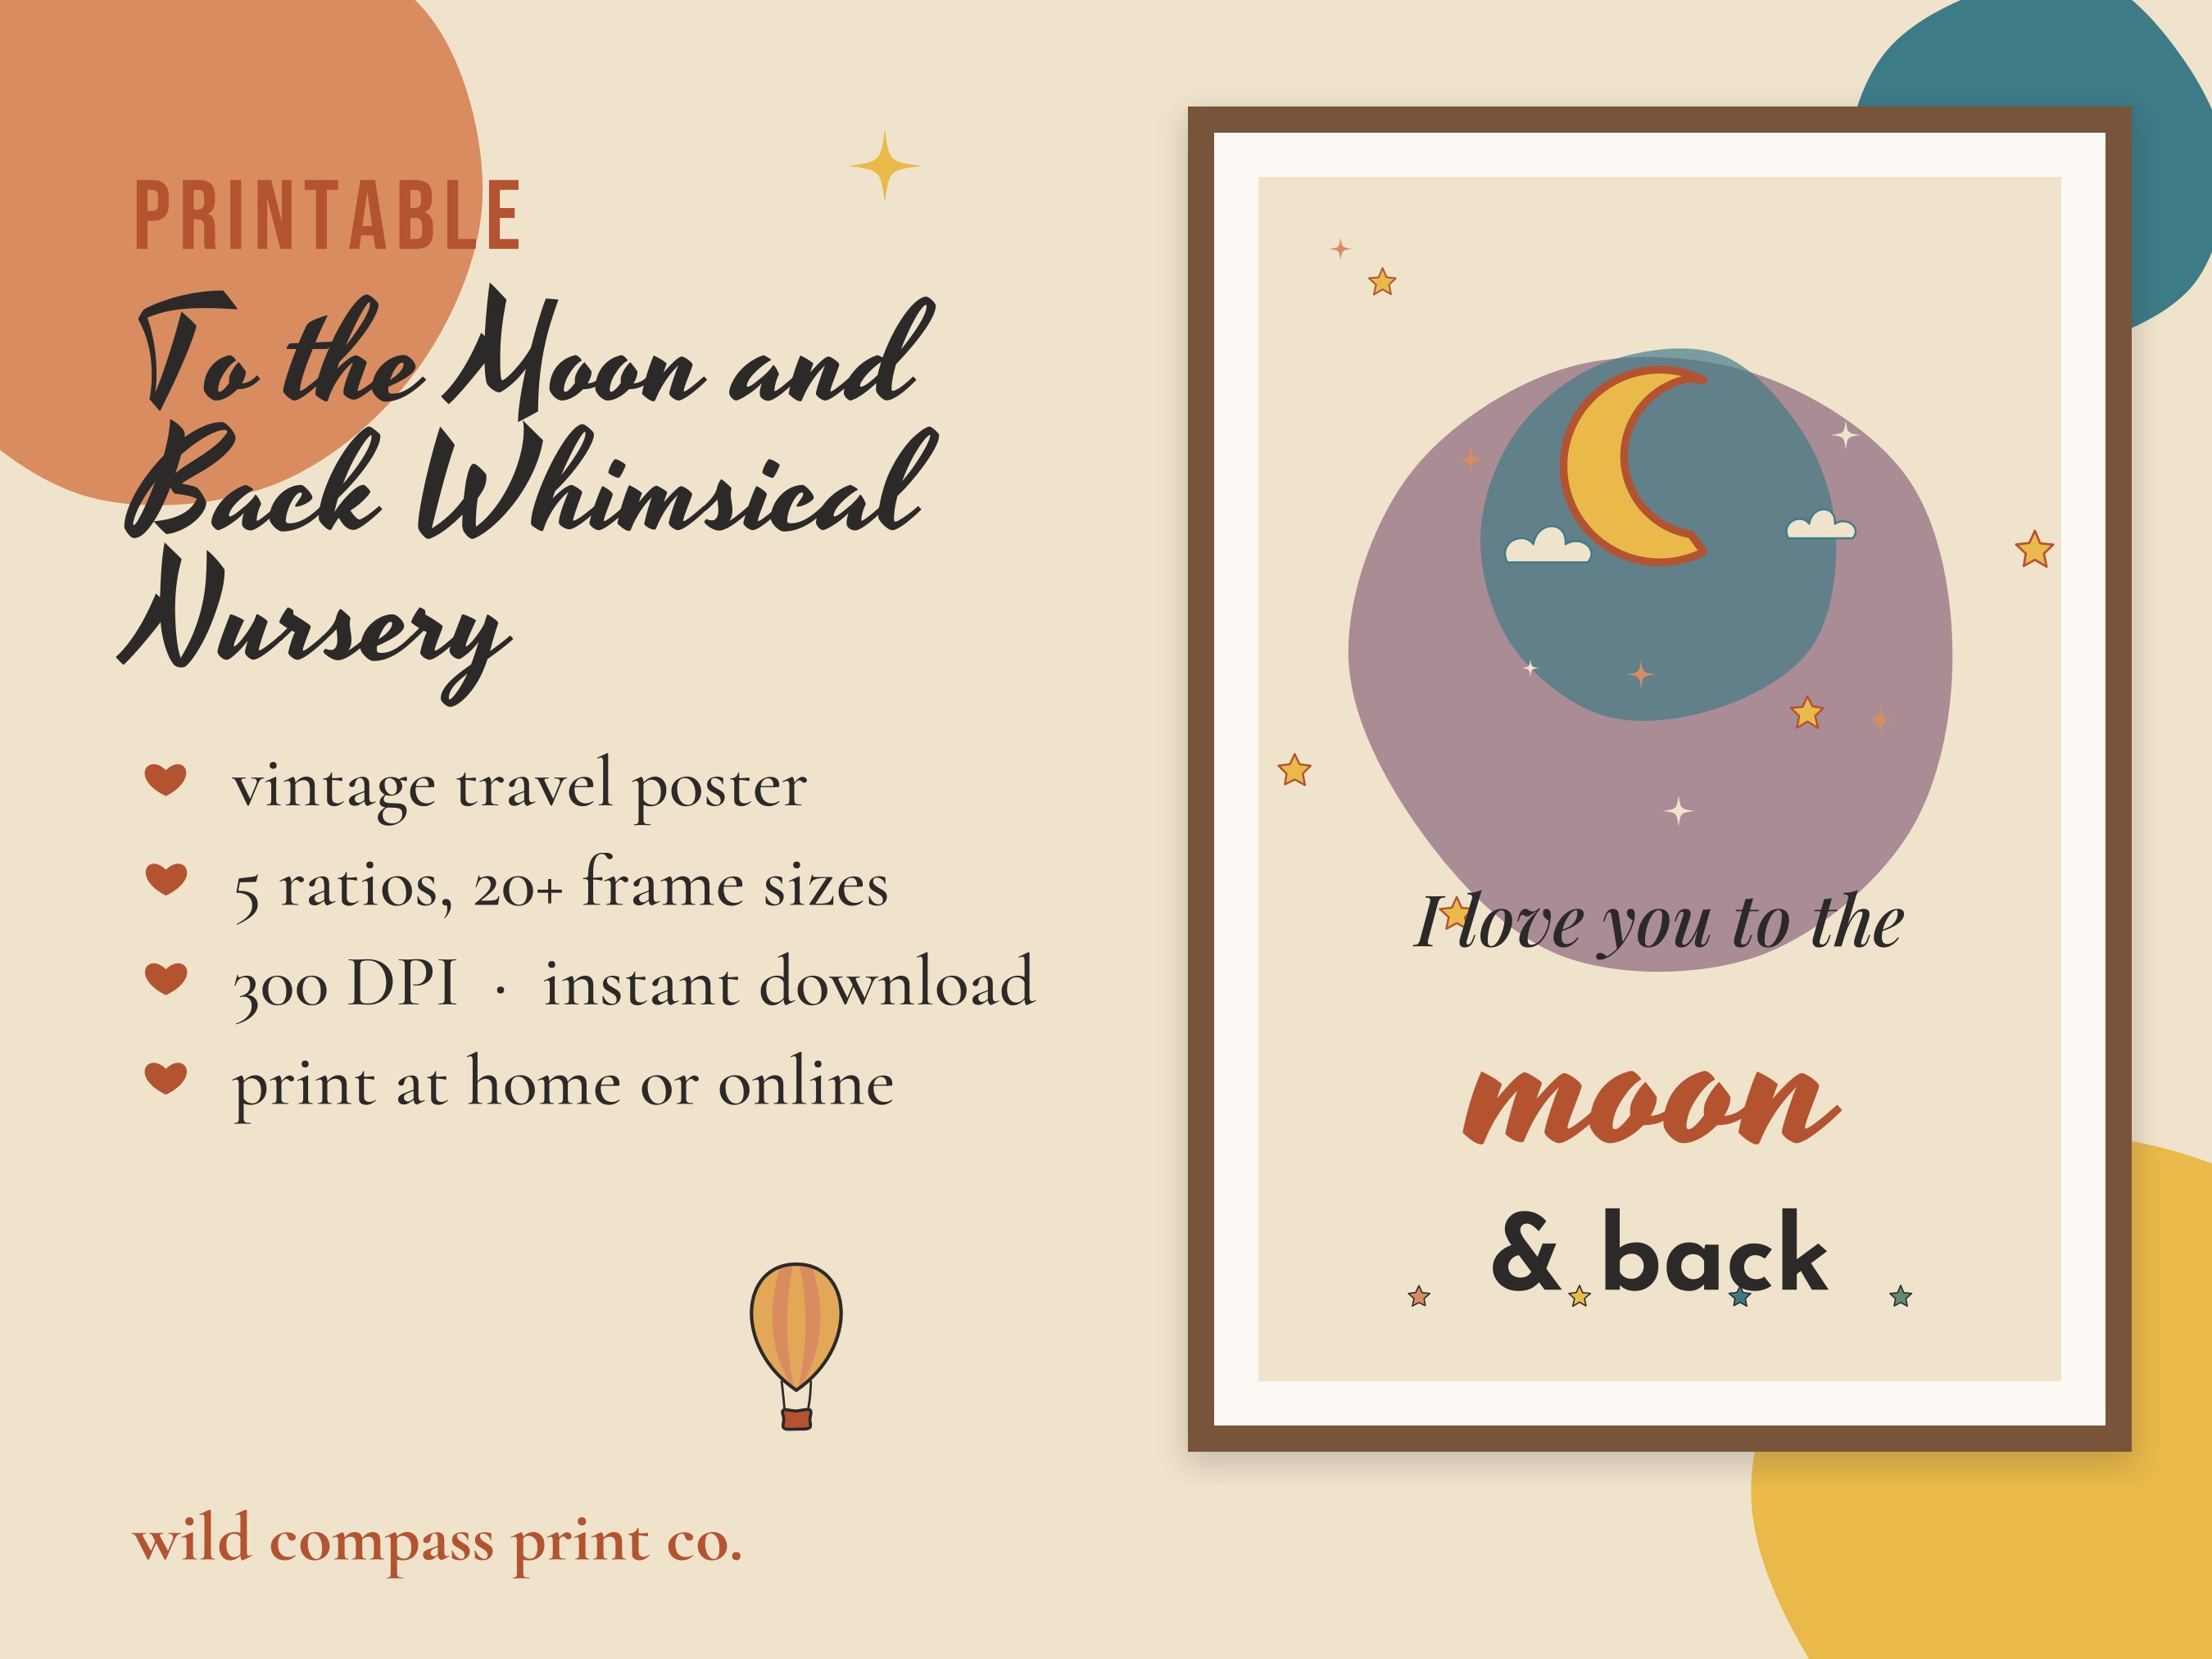 PRINTABLE
To the Moon and
Back Whimsical
Nursery
vintage travel poster
5 ratios, 20+ frame sizes
300 DPI · instant download
print at home or online
wild compass print co.
I love you to the
moon
& back